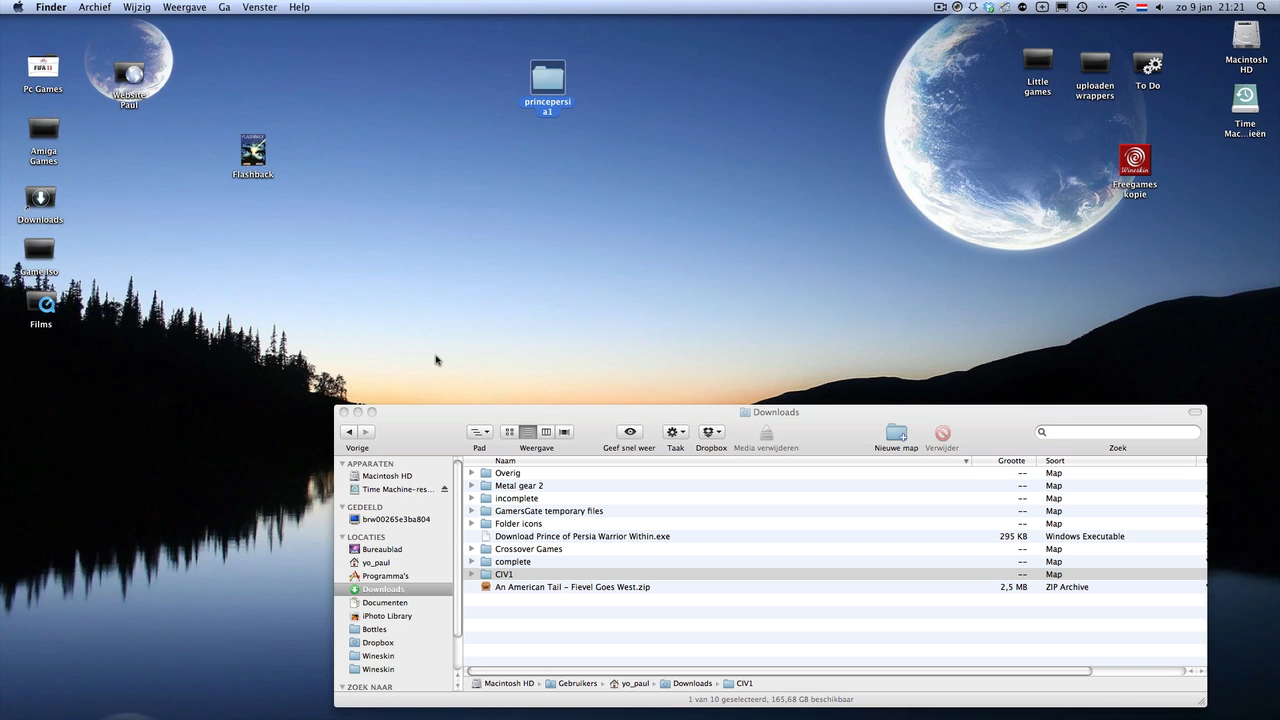 Finder Archief Wijzig Weergave Ga Venster Help zo 9 jan 21:21
FIFA 11
Pc Games
Website
Paul
princepersi
a1
Little
games
uploaden
wrappers
To Do
Macintosh
HD
FLASHBACK
Flashback
Amiga
Games
Time
Mac...ieën
Wineskin
Freegames
kopie
Downloads
Game Iso
Films
Downloads
Vorige Pad Weergave Geef snel weer Taak Dropbox Media verwijderen Nieuwe map Verwijder Zoek
APPARATEN
Macintosh HD
Time Machine-res...
GEDEELD
brw00265e3ba804
LOCATIES
Bureaublad
yo_paul
Programma's
Downloads
Documenten
iPhoto Library
Bottles
Dropbox
Wineskin
Wineskin
ZOEK NAAR
Naam Grootte Soort
Overig -- Map
Metal gear 2 -- Map
incomplete -- Map
GamersGate temporary files -- Map
Folder icons -- Map
Download Prince of Persia Warrior Within.exe 295 KB Windows Executable
Crossover Games -- Map
complete -- Map
CIV1 -- Map
An American Tail – Fievel Goes West.zip 2,5 MB ZIP Archive
Macintosh HD Gebruikers yo_paul Downloads CIV1
1 van 10 geselecteerd, 165,68 GB beschikbaar